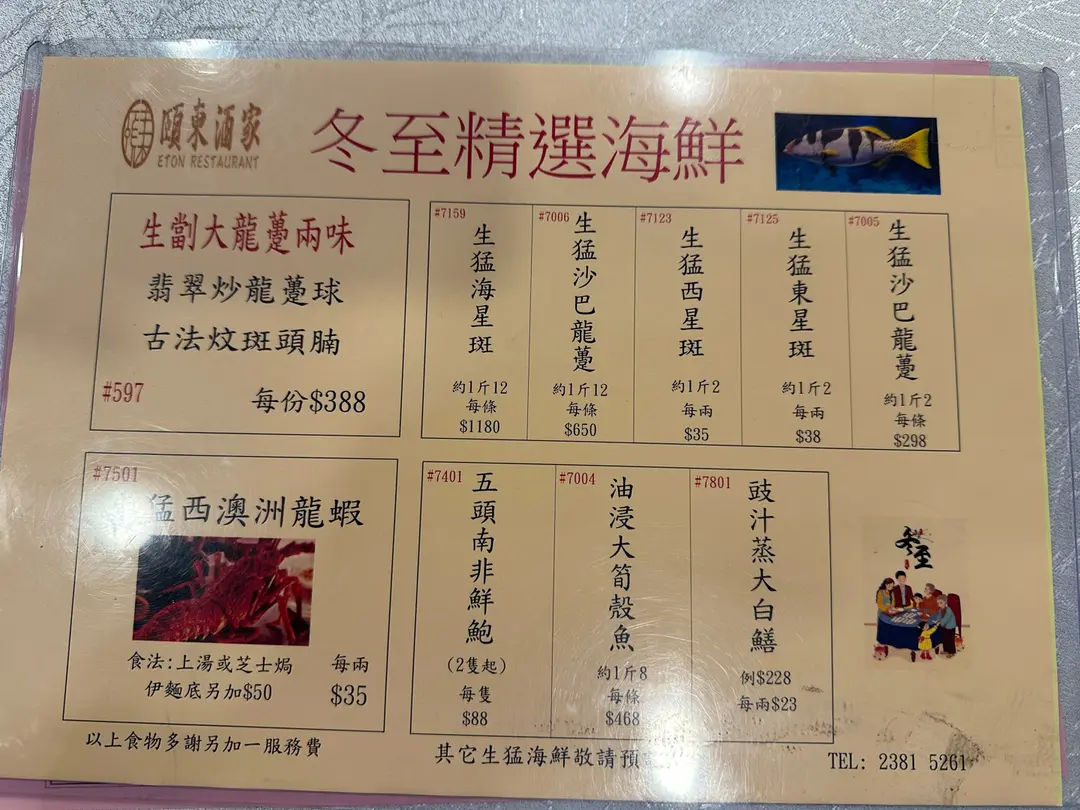 頤東酒家
ETON RESTAURANT
冬至精選海鮮
生劏大龍躉兩味
翡翠炒龍躉球
古法炆斑頭腩
#597
每份$388
#7159
生猛海星斑
約1斤12
每條
$1180
#7006
生猛沙巴龍躉
約1斤12
每條
$650
#7123
生猛西星斑
約1斤2
每兩
$35
#7125
生猛東星斑
約1斤2
每兩
$38
#7005
生猛沙巴龍躉
約1斤2
每條
$298
#7501
猛西澳洲龍蝦
食法:上湯或芝士焗
伊麵底另加$50
每兩
$35
#7401
五頭南非鮮鮑
(2隻起)
每隻
$88
#7004
油浸大筍殼魚
約1斤8
每條
$468
#7801
豉汁蒸大白鱔
例$228
每兩$23
冬至
以上食物多謝另加一服務費
其它生猛海鮮敬請預
TEL: 2381 5261